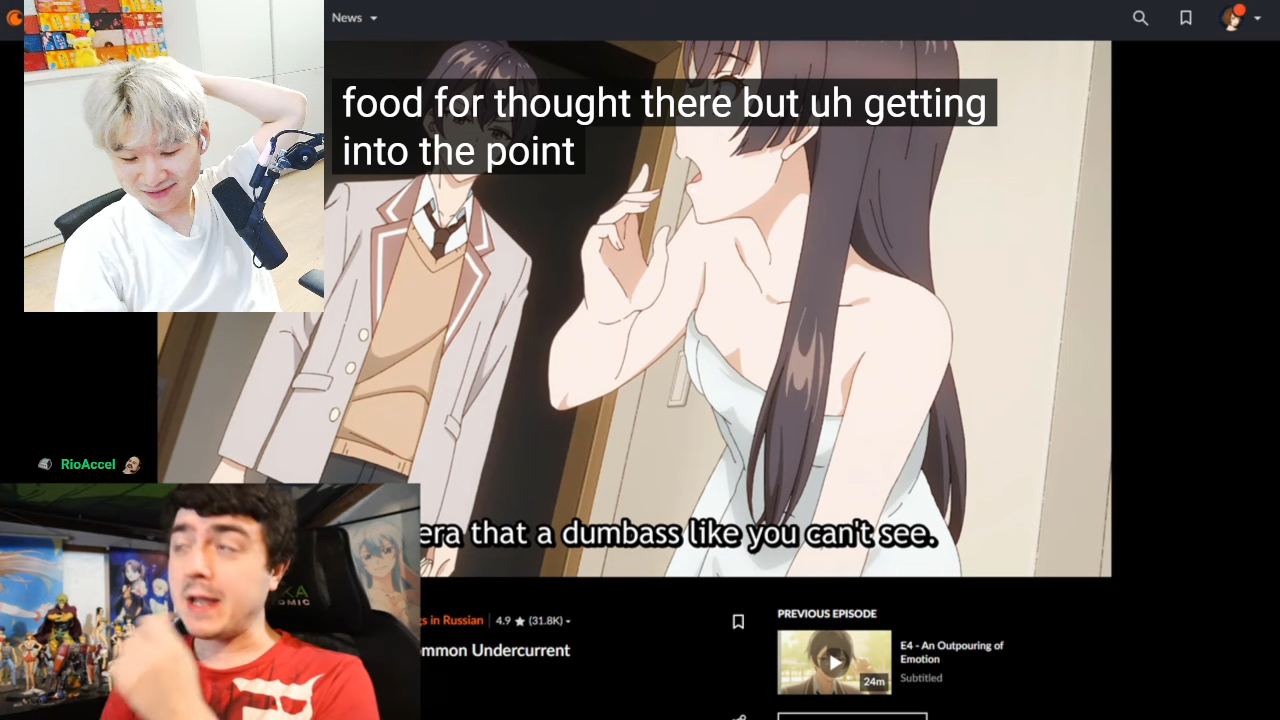 News
food for thought there but uh getting
into the point
RioAccel
era that a dumbass like you can't see.
s in Russian 4.9 ★ (31.8K)
mmon Undercurrent
PREVIOUS EPISODE
E4 - An Outpouring of
Emotion
Subtitled
24m